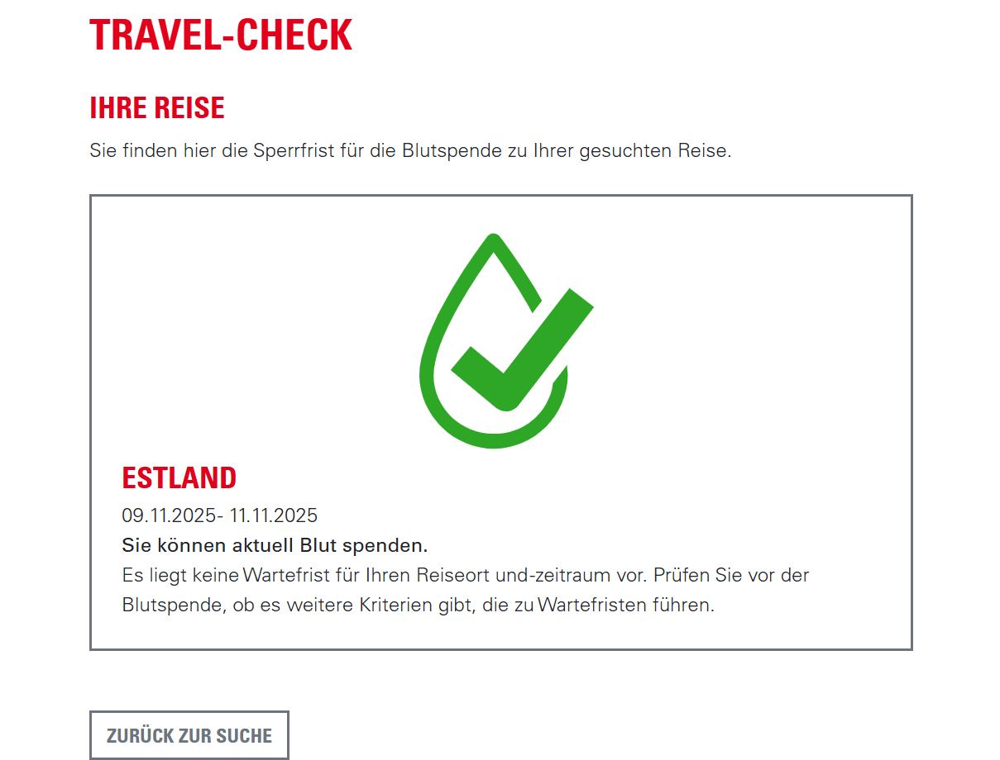 TRAVEL-CHECK
IHRE REISE
Sie finden hier die Sperrfrist für die Blutspende zu Ihrer gesuchten Reise.
ESTLAND
09.11.2025- 11.11.2025
Sie können aktuell Blut spenden.
Es liegt keine Wartefrist für Ihren Reiseort und -zeitraum vor. Prüfen Sie vor der
Blutspende, ob es weitere Kriterien gibt, die zu Wartefristen führen.
ZURÜCK ZUR SUCHE